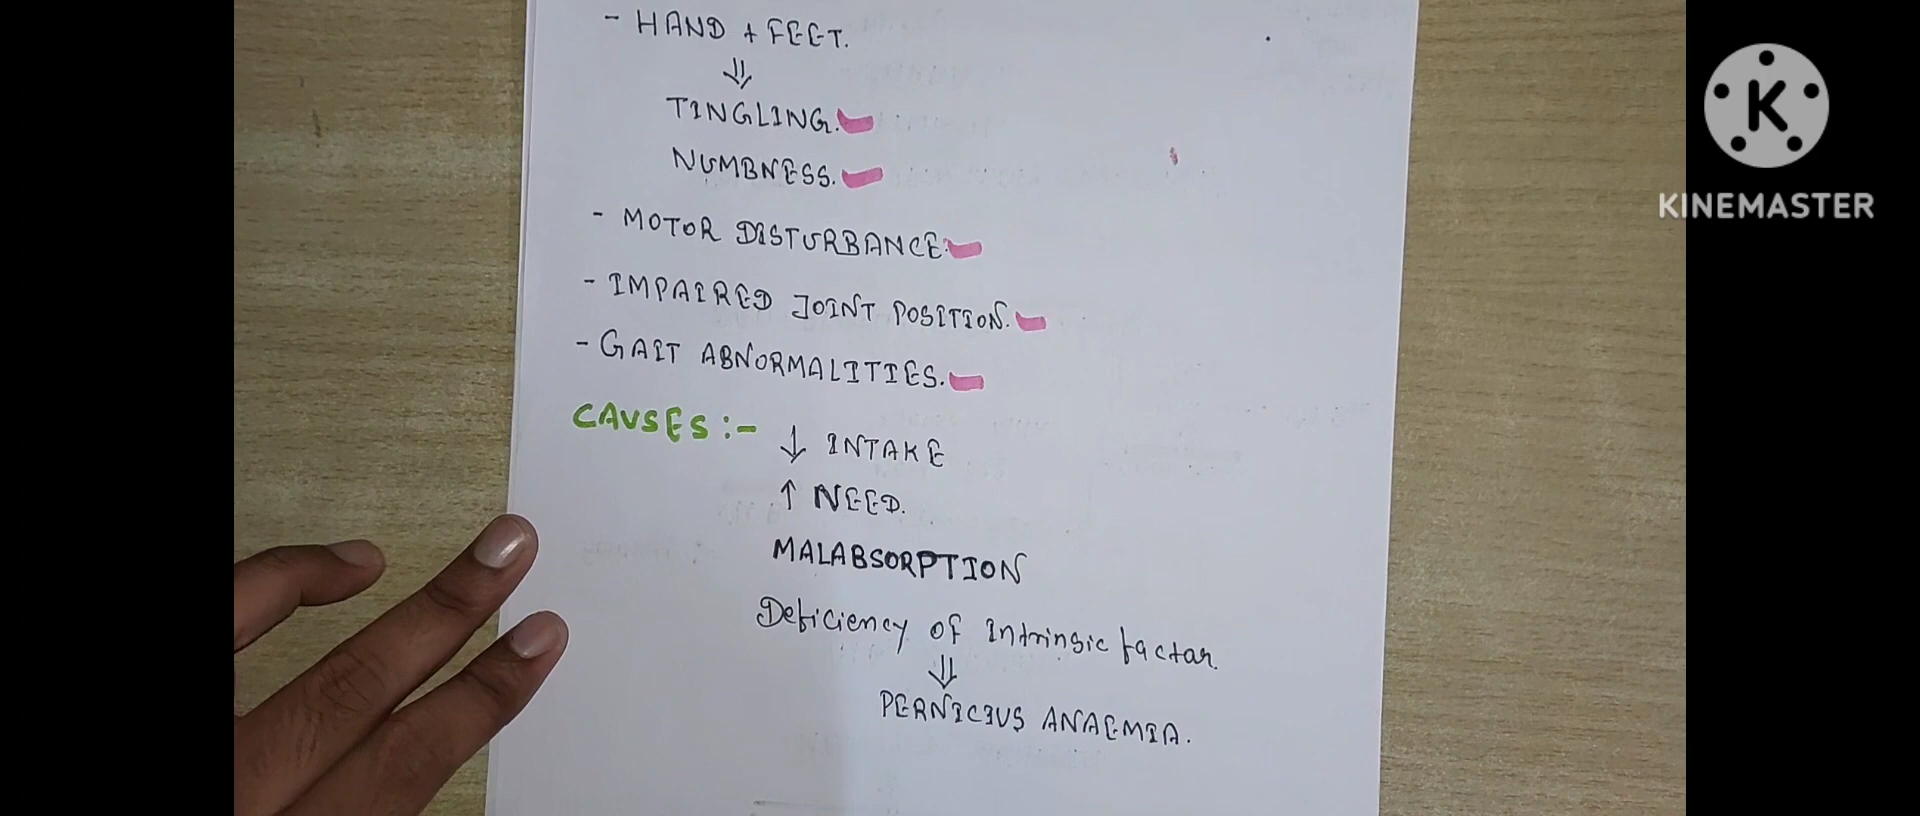 - HAND + FEET.
⇓
TINGLING.
NUMBNESS.
- MOTOR DISTURBANCE.
- IMPAIRED JOINT POSITION.
- GAIT ABNORMALITIES.
CAUSES :-
↓ INTAKE
↑ NEED.
MALABSORPTION
Deficiency of intrinsic factor.
⇓
PERNICIUS ANAEMIA.
K
KINEMASTER